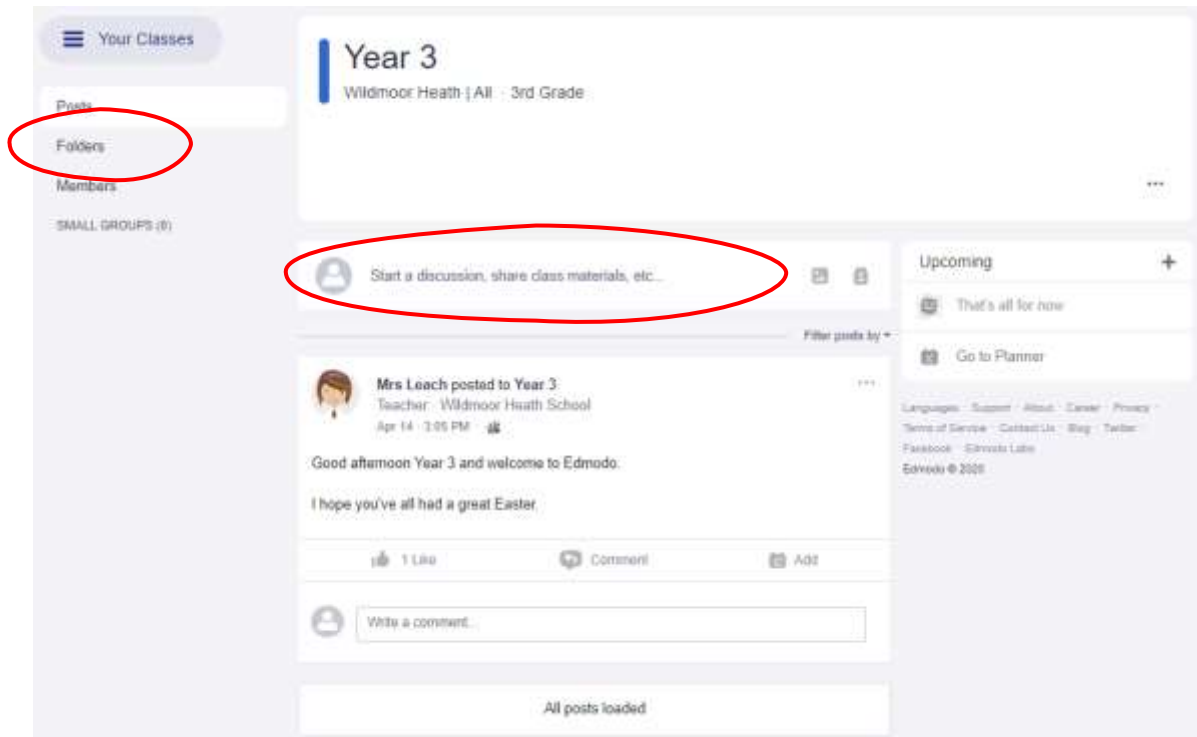 Your Classes
Posts
Folders
Members
SMALL GROUPS (0)
Year 3
Wildmoor Heath | All · 3rd Grade
Start a discussion, share class materials, etc...
Filter posts by
Mrs Leach posted to Year 3
Teacher · Wildmoor Heath School
Apr 14 · 3:05 PM ·
Good afternoon Year 3 and welcome to Edmodo.
I hope you've all had a great Easter.
1 Like Comment Add
Write a comment...
All posts loaded
Upcoming +
That's all for now
Go to Planner
Languages · Support · About · Career · Privacy ·
Terms of Service · Contact Us · Blog · Twitter ·
Facebook · Edmodo Labs
Edmodo © 2020